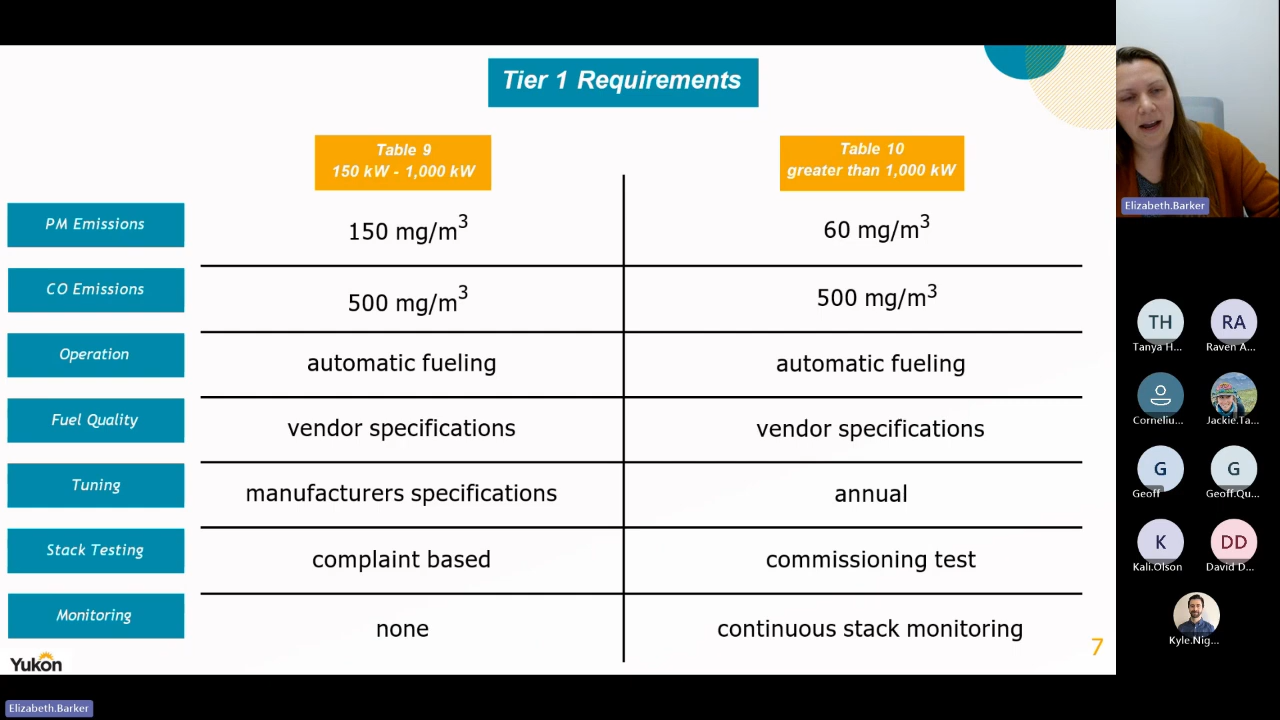 Tier 1 Requirements
Table 9
150 kW - 1,000 kW
Table 10
greater than 1,000 kW
PM Emissions
150 mg/m³
60 mg/m³
CO Emissions
500 mg/m³
500 mg/m³
Operation
automatic fueling
automatic fueling
Fuel Quality
vendor specifications
vendor specifications
Tuning
manufacturers specifications
annual
Stack Testing
complaint based
commissioning test
Monitoring
none
continuous stack monitoring
7
Yukon
Elizabeth.Barker
Elizabeth.Barker
TH
Tanya H...
RA
Raven A...
Corneliu...
Jackie.Ta...
G
Geoff
G
Geoff.Qu...
K
Kali.Olson
DD
David D...
Kyle.Nig...